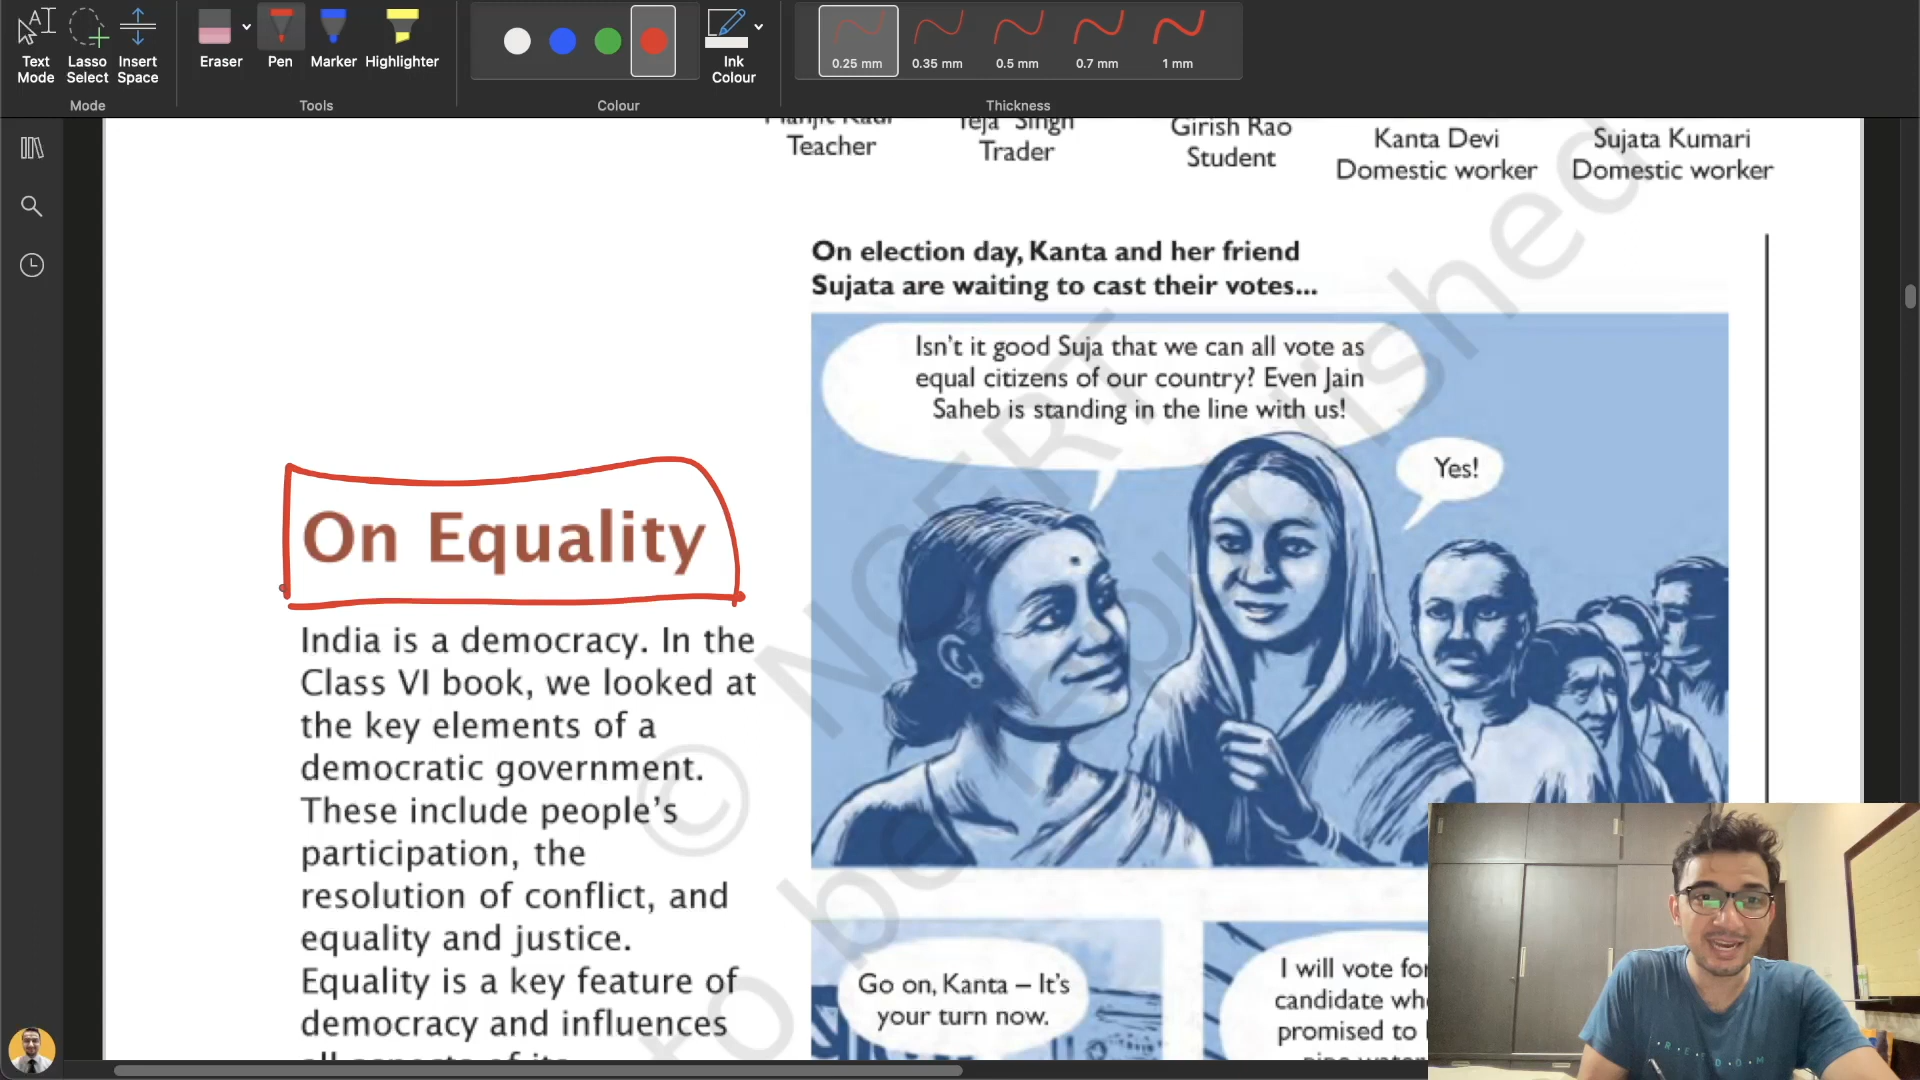 Text
Mode
Lasso
Select
Insert
Space
Mode
Eraser
Pen
Marker
Highlighter
Tools
Colour
Ink
Colour
0.25 mm
0.35 mm
0.5 mm
0.7 mm
1 mm
Thickness
Teacher
Teja Singh
Trader
Girish Rao
Student
Kanta Devi
Domestic worker
Sujata Kumari
Domestic worker
On election day, Kanta and her friend
Sujata are waiting to cast their votes...
Isn't it good Suja that we can all vote as
equal citizens of our country? Even Jain
Saheb is standing in the line with us!
Yes!
On Equality
India is a democracy. In the
Class VI book, we looked at
the key elements of a
democratic government.
These include people's
participation, the
resolution of conflict, and
equality and justice.
Equality is a key feature of
democracy and influences
Go on, Kanta – It's
your turn now.
I will vote for
candidate
promised to
© NCERT
to be